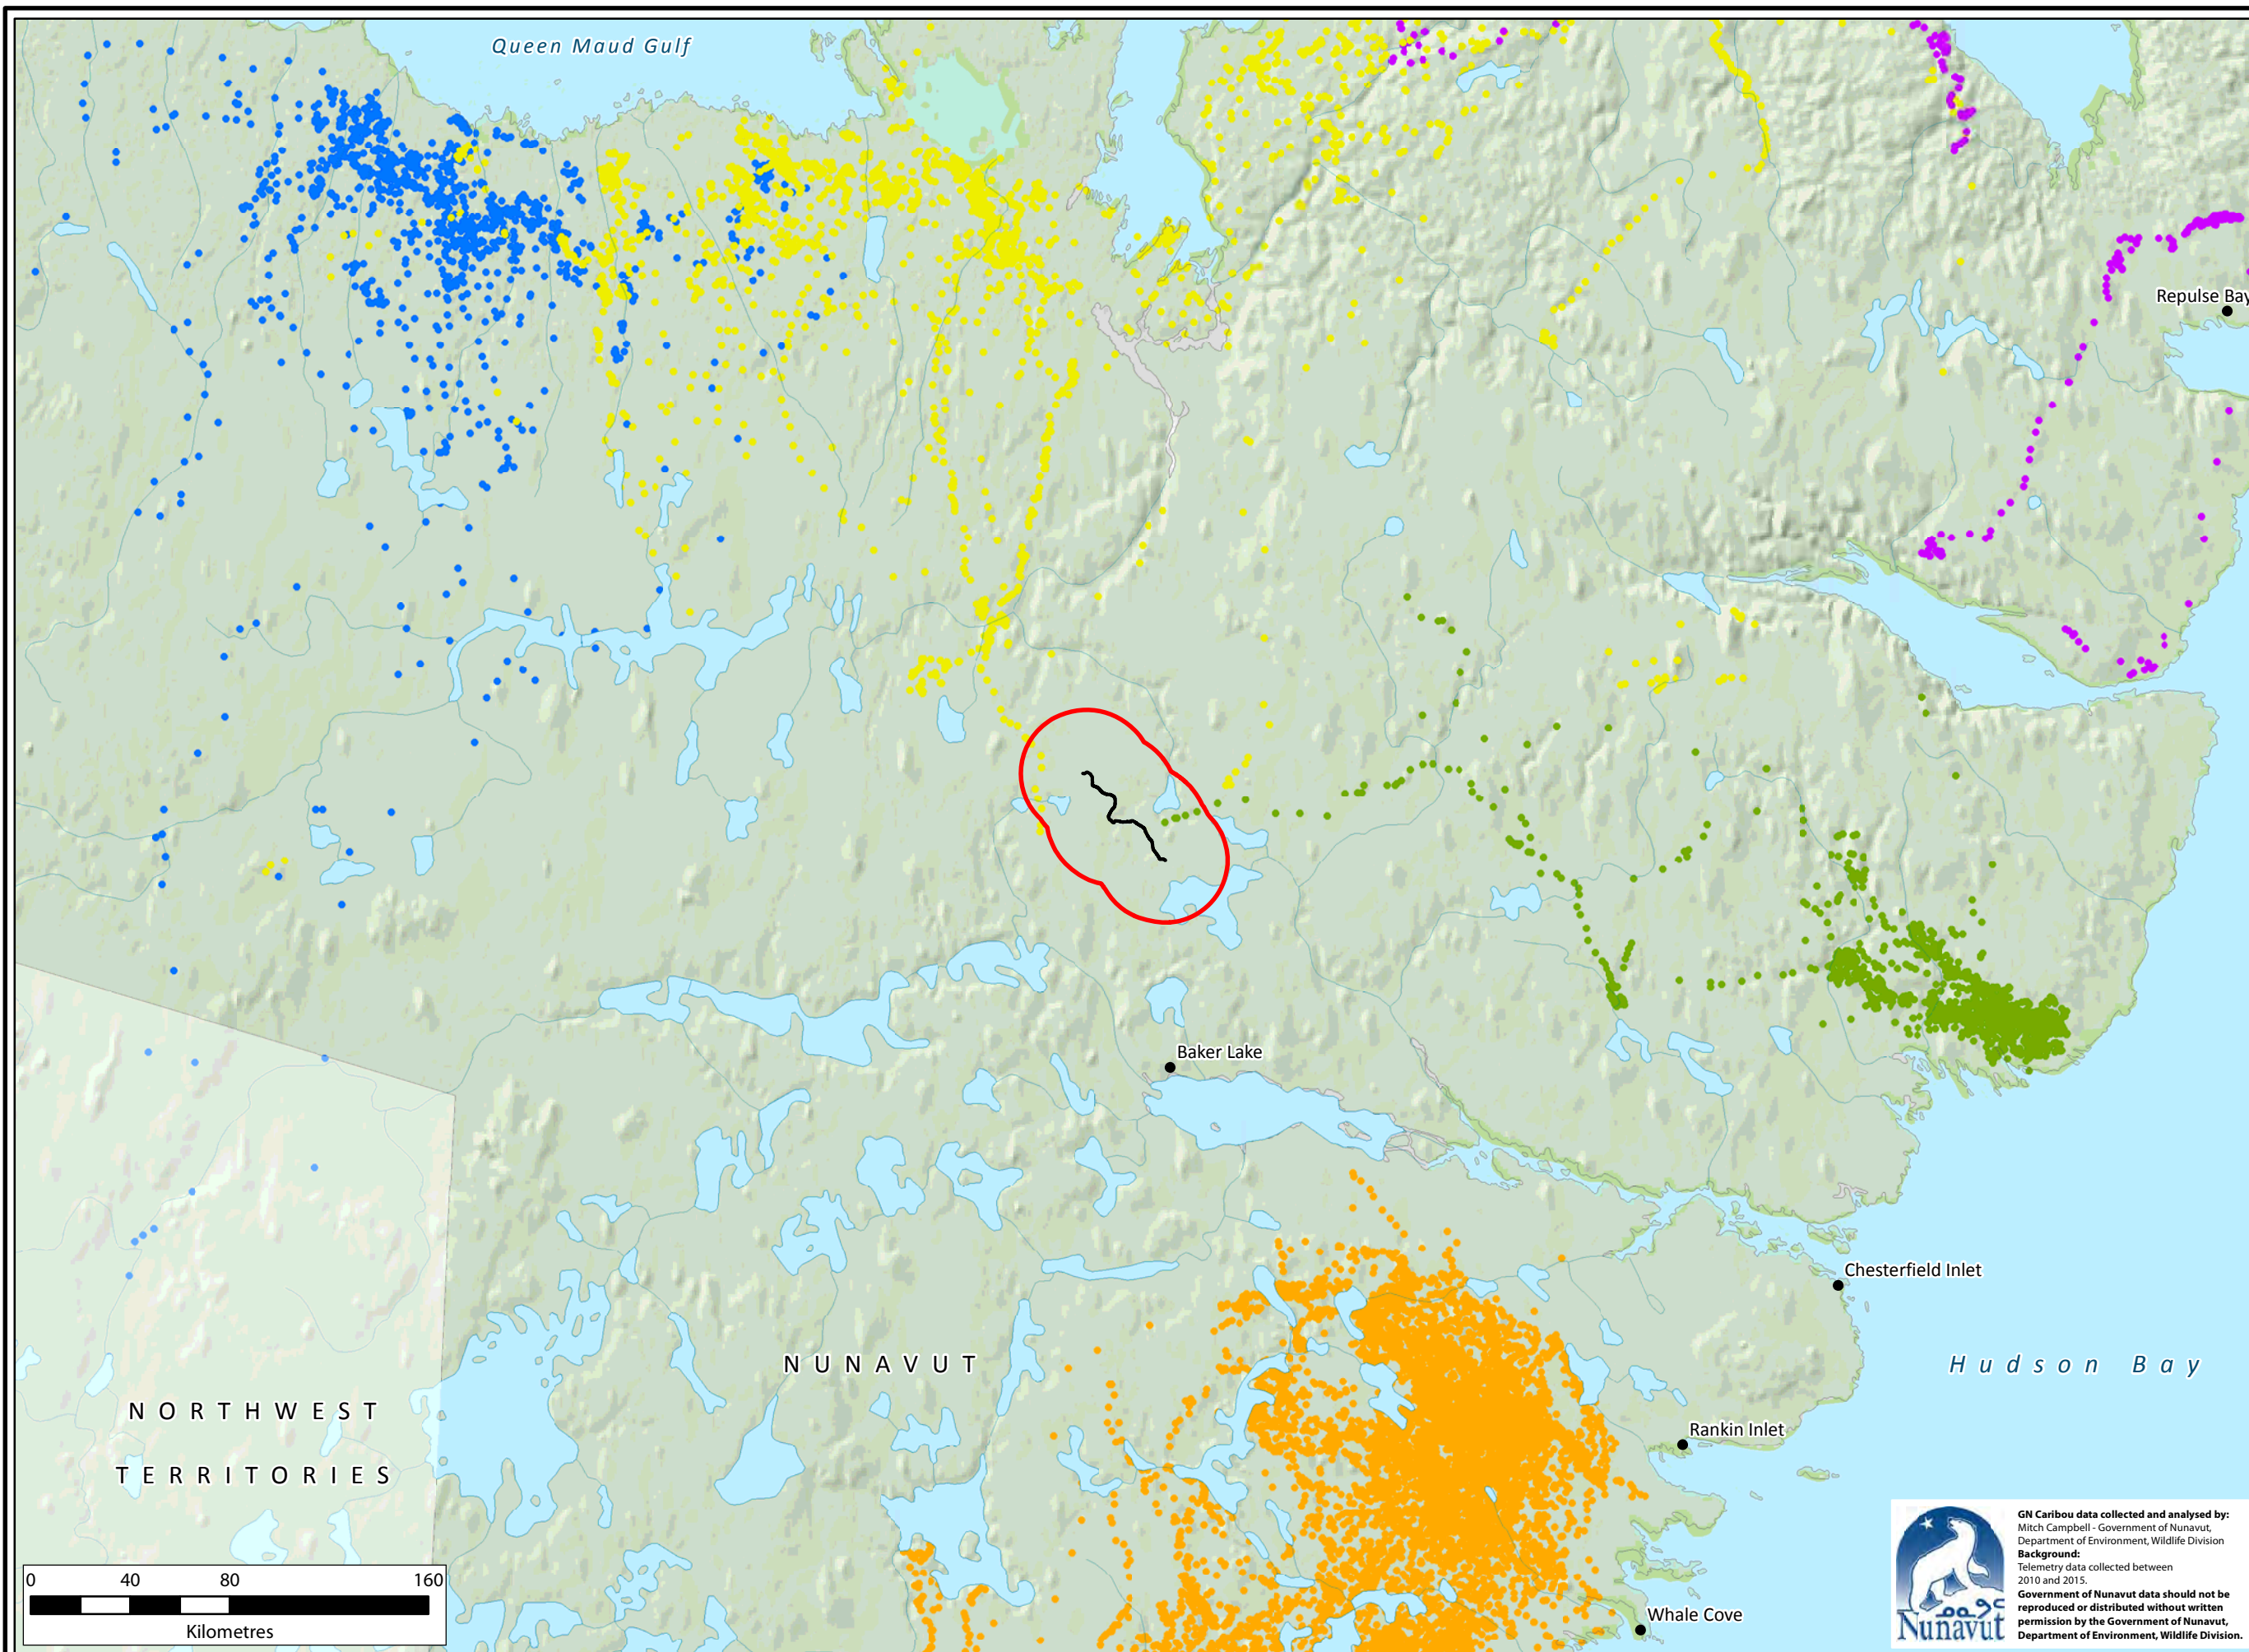 Queen Maud Gulf
Repulse Bay
Baker Lake
Chesterfield Inlet
NUNAVUT
Hudson Bay
NORTHWEST
TERRITORIES
Rankin Inlet
Whale Cove
0 40 80 160
Kilometres
ᓄᓇᕗᑦ
Nunavut
GN Caribou data collected and analysed by:
Mitch Campbell - Government of Nunavut,
Department of Environment, Wildlife Division
Background:
Telemetry data collected between
2010 and 2015.
Government of Nunavut data should not be
reproduced or distributed without written
permission by the Government of Nunavut,
Department of Environment, Wildlife Division.